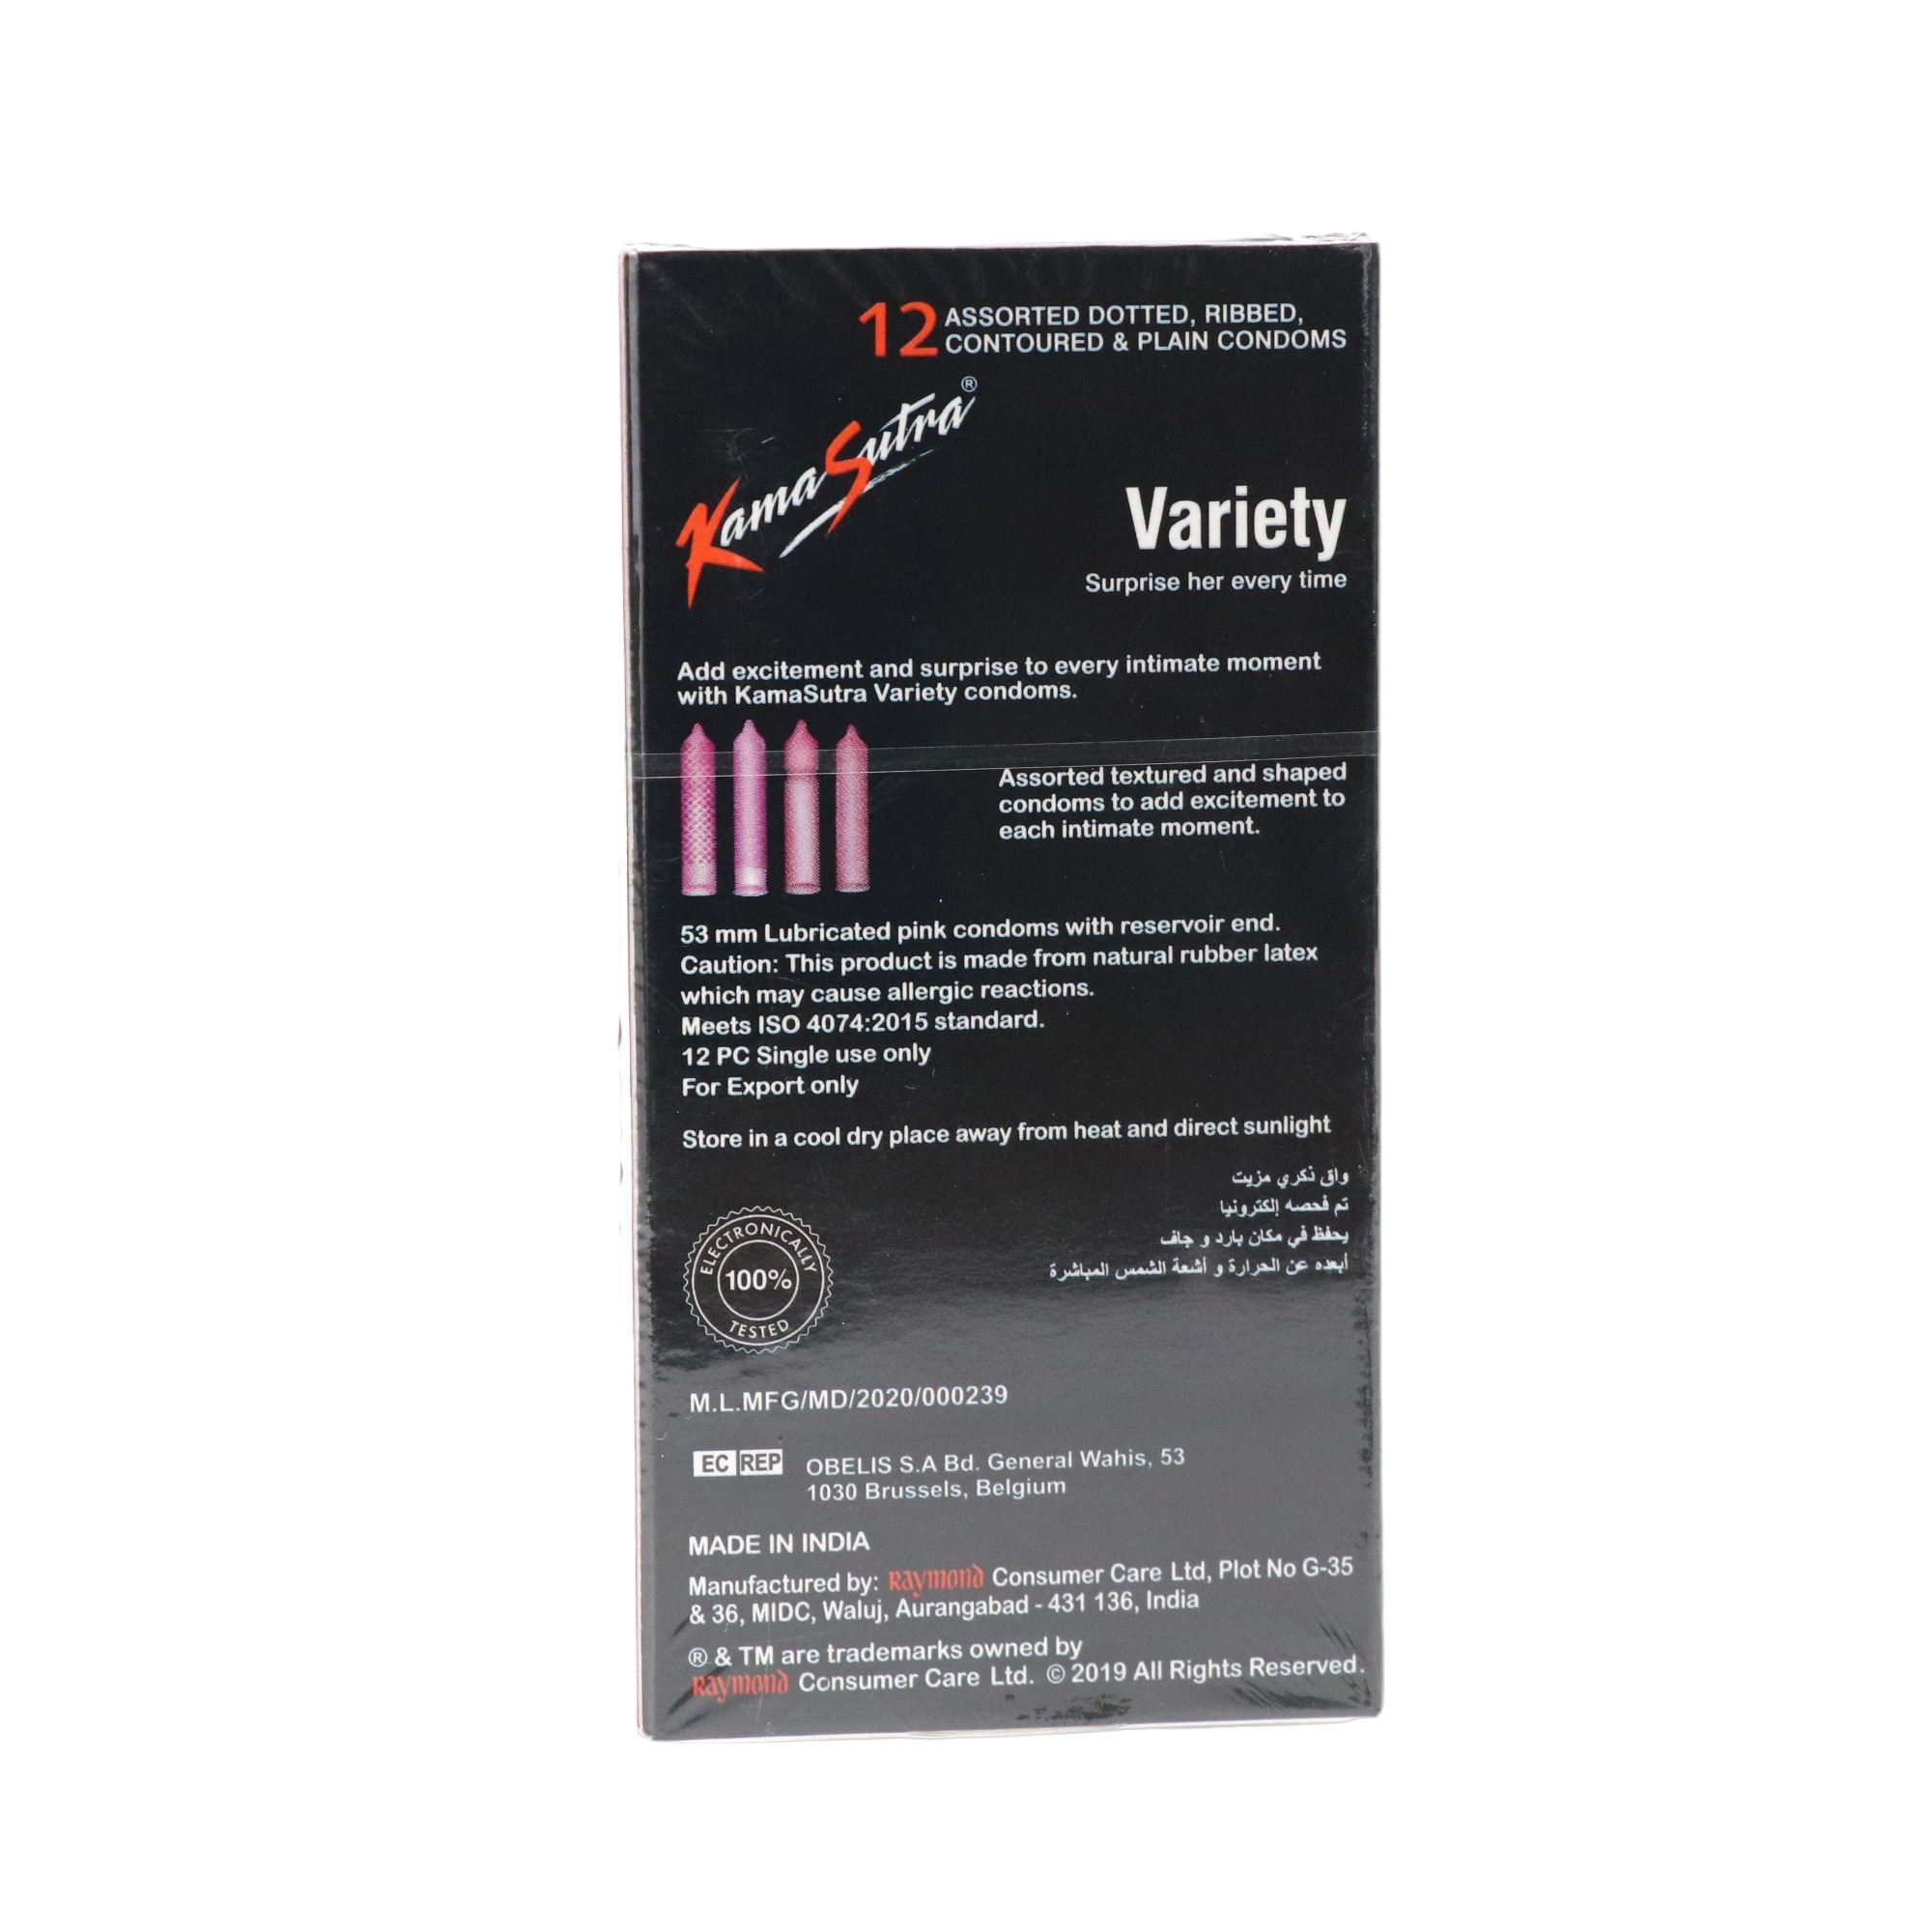 12 ASSORTED DOTTED, RIBBED,
CONTOURED & PLAIN CONDOMS
KamaSutra®
Variety
Surprise her every time
Add excitement and surprise to every intimate moment
with KamaSutra Variety condoms.
Assorted textured and shaped
condoms to add excitement to
each intimate moment.
53 mm Lubricated pink condoms with reservoir end.
Caution: This product is made from natural rubber latex
which may cause allergic reactions.
Meets ISO 4074:2015 standard.
12 PC Single use only
For Export only
Store in a cool dry place away from heat and direct sunlight
واق ذكري مزيت
تم فحصه إلكترونيا
يحفظ في مكان بارد و جاف
أبعده عن الحرارة و أشعة الشمس المباشرة
ELECTRONICALLY
100%
TESTED
M.L.MFG/MD/2020/000239
EC REP OBELIS S.A Bd. General Wahis, 53
1030 Brussels, Belgium
MADE IN INDIA
Manufactured by: Raymond Consumer Care Ltd, Plot No G-35
& 36, MIDC, Waluj, Aurangabad - 431 136, India
® & TM are trademarks owned by
Raymond Consumer Care Ltd. © 2019 All Rights Reserved.